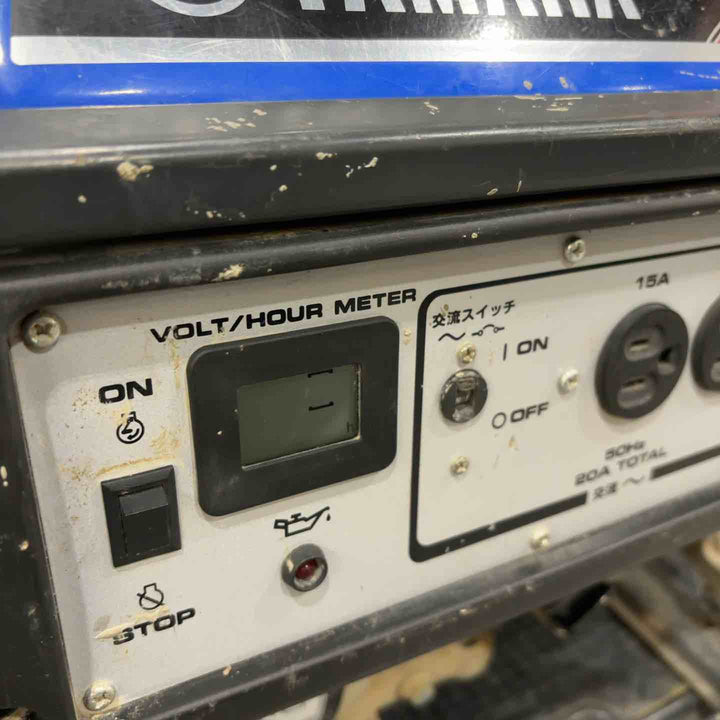 YAMAHA
VOLT/HOUR METER
ON
STOP
h
交流スイッチ
ON
OFF
15A
50Hz
20A TOTAL
交流